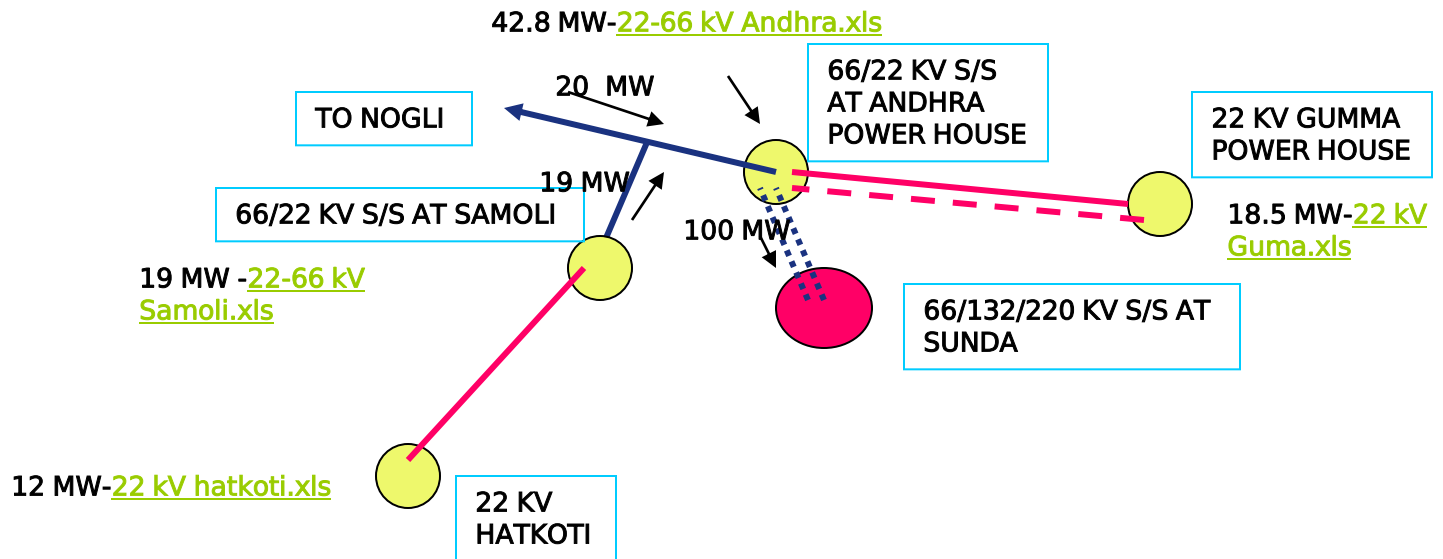 42.8 MW-22-66 kV Andhra.xls
20  MW
TO NOGLI
66/22 KV S/S
AT ANDHRA
POWER HOUSE
22 KV GUMMA
POWER HOUSE
19 MW
66/22 KV S/S AT SAMOLI
100 MW
18.5 MW-22 kV
Guma.xls
19 MW -22-66 kV
Samoli.xls
66/132/220 KV S/S AT
SUNDA
12 MW-22 kV hatkoti.xls
22 KV
HATKOTI